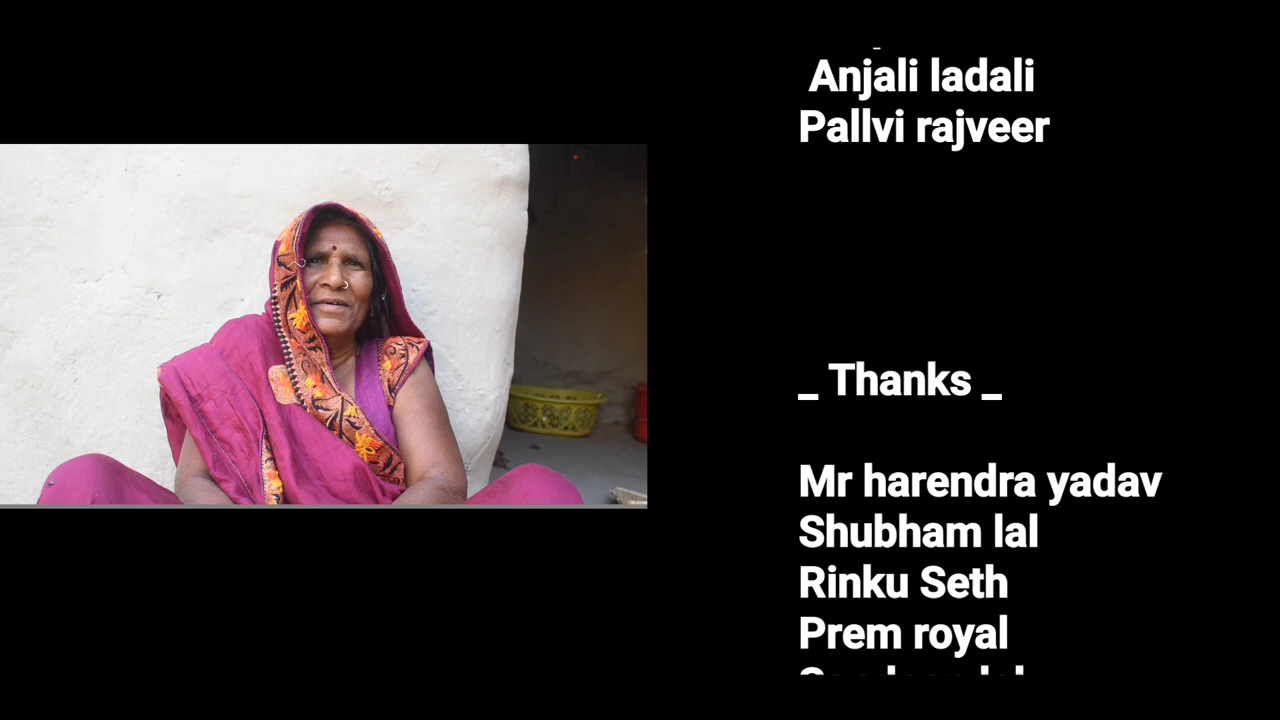 Anjali ladali
Pallvi rajveer
_ Thanks _
Mr harendra yadav
Shubham lal
Rinku Seth
Prem royal